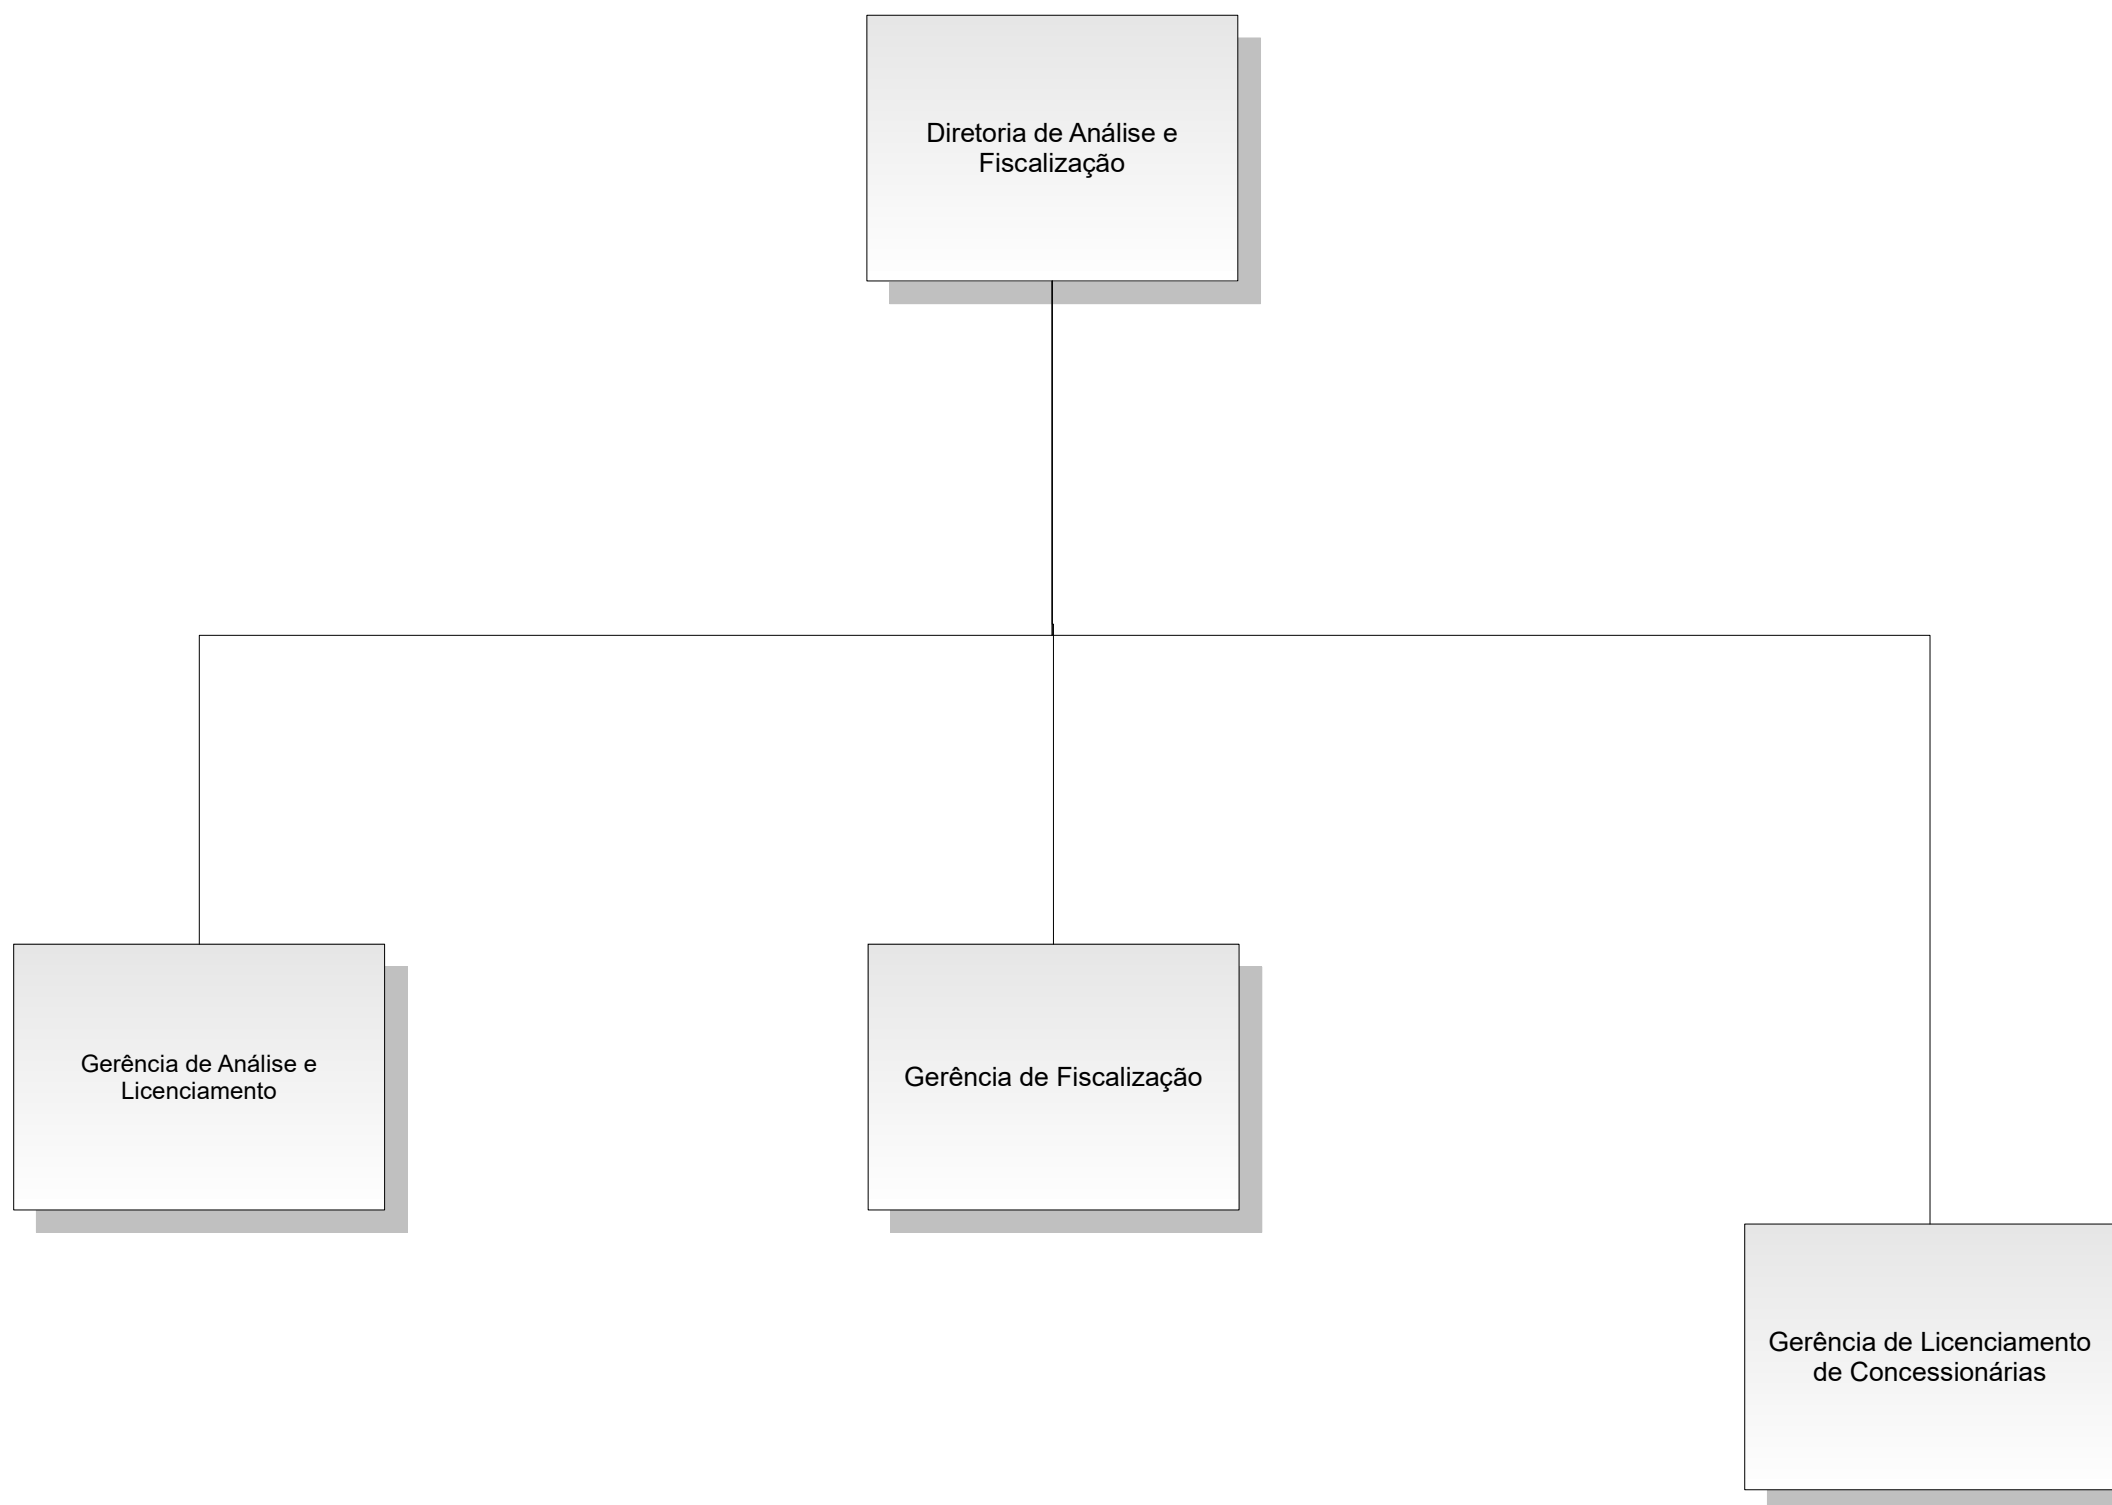 Diretoria de Análise e
Fiscalização
Gerência de Análise e
Licenciamento
Gerência de Fiscalização
Gerência de Licenciamento
de Concessionárias